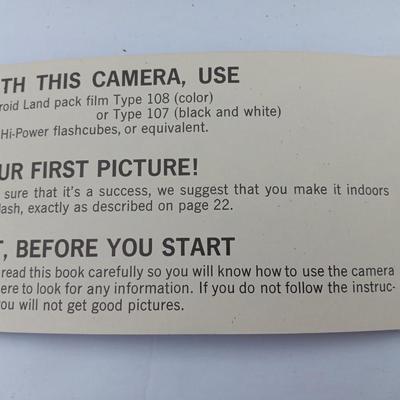 TH THIS CAMERA, USE
roid Land pack film Type 108 (color)
or Type 107 (black and white)
Hi-Power flashcubes, or equivalent.
UR FIRST PICTURE!
sure that it's a success, we suggest that you make it indoors
lash, exactly as described on page 22.
T, BEFORE YOU START
read this book carefully so you will know how to use the camera
ere to look for any information. If you do not follow the instruc-
ou will not get good pictures.